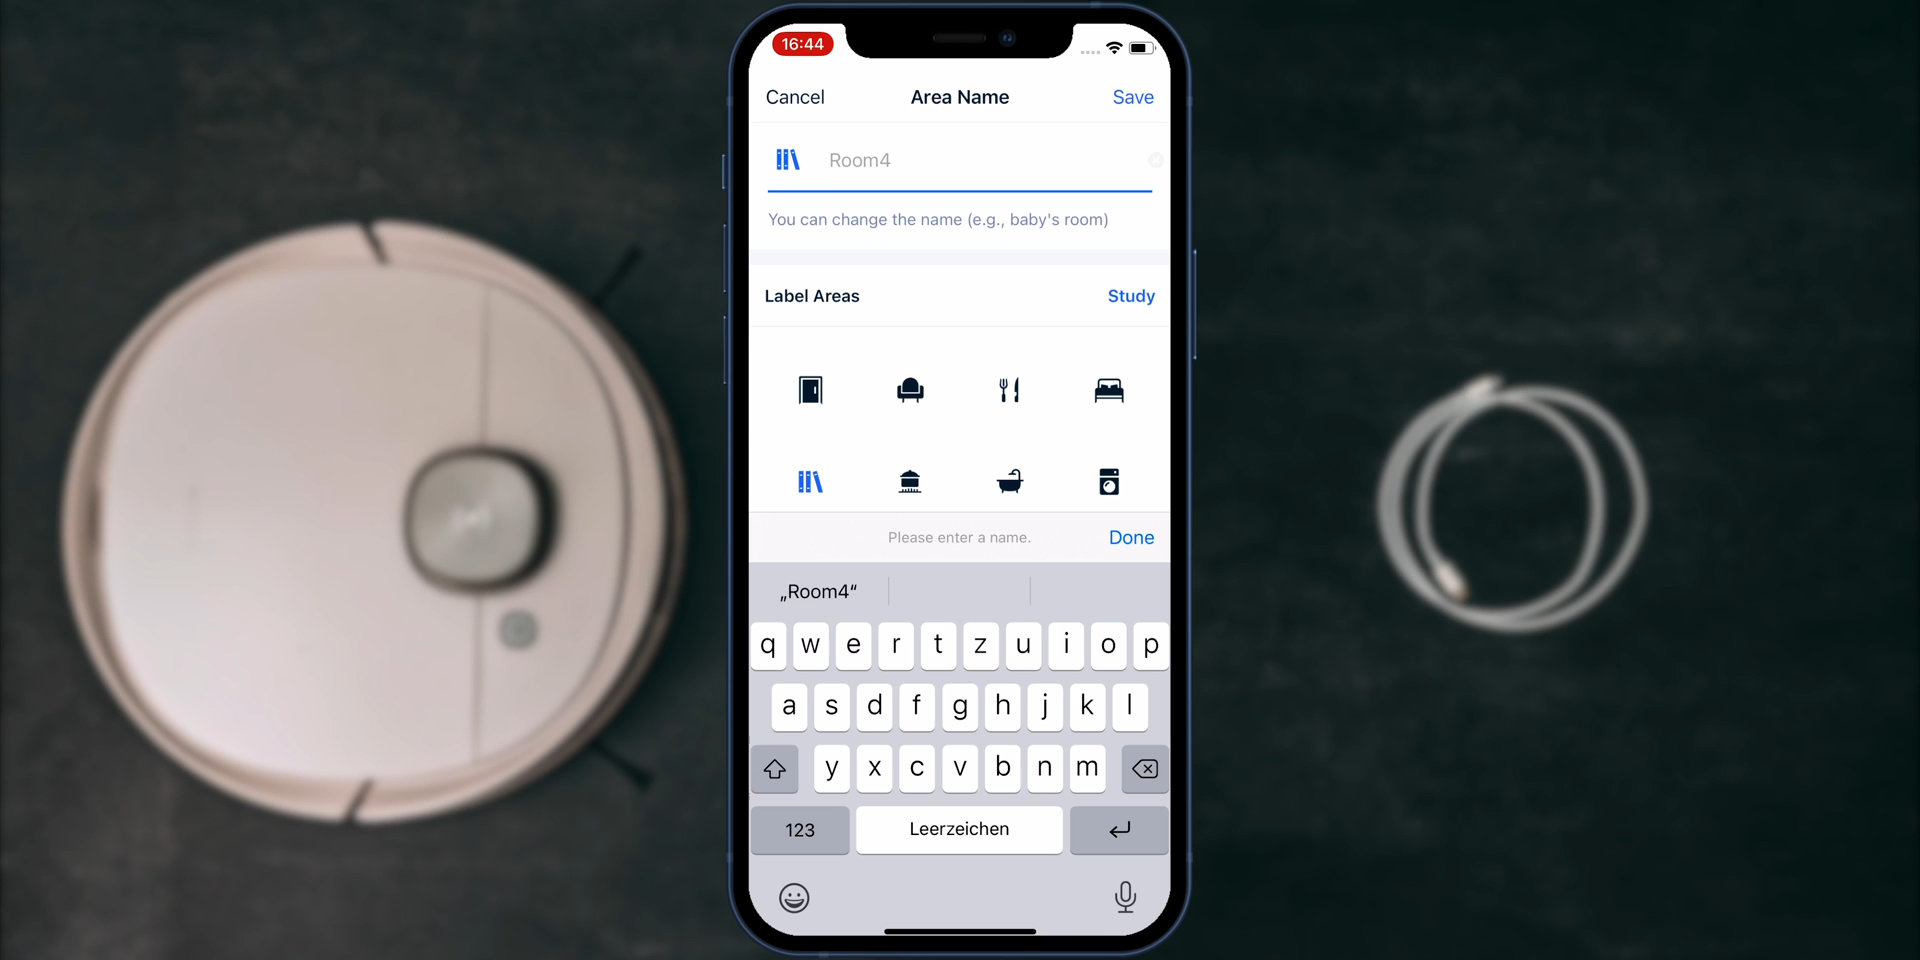 16:44
Cancel Area Name Save
Room4
You can change the name (e.g., baby's room)
Label Areas Study
Please enter a name. Done
„Room4“
q w e r t z u i o p
a s d f g h j k l
y x c v b n m
123 Leerzeichen